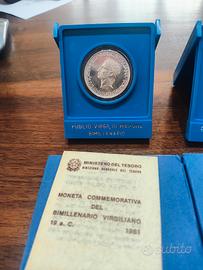 PUBLIO VIRGILIO MARONE
BIMILLENARIO
MINISTERO DEL TESORO
DIREZIONE GENERALE DEL TESORO
MONETA COMMEMORATIVA
DEL
BIMILLENARIO VIRGILIANO
19 a. C. 1981
subito